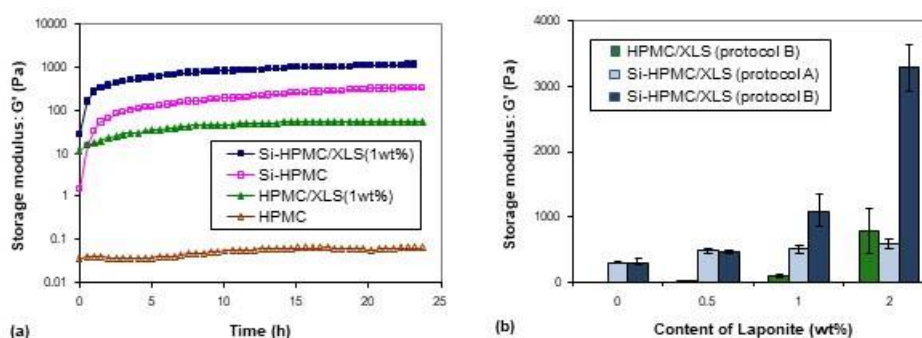 Storage modulus: G' (Pa)
10000
1000
100
10
1
0.1
0.01
Si-HPMC/XLS(1wt%)
Si-HPMC
HPMC/XLS(1wt%)
HPMC
0 5 10 15 20 25
(a) Time (h)
Storage modulus: G' (Pa)
4000
3000
2000
1000
0
HPMC/XLS (protocol B)
Si-HPMC/XLS (protocol A)
Si-HPMC/XLS (protocol B)
0 0.5 1 2
(b) Content of Laponite (wt%)